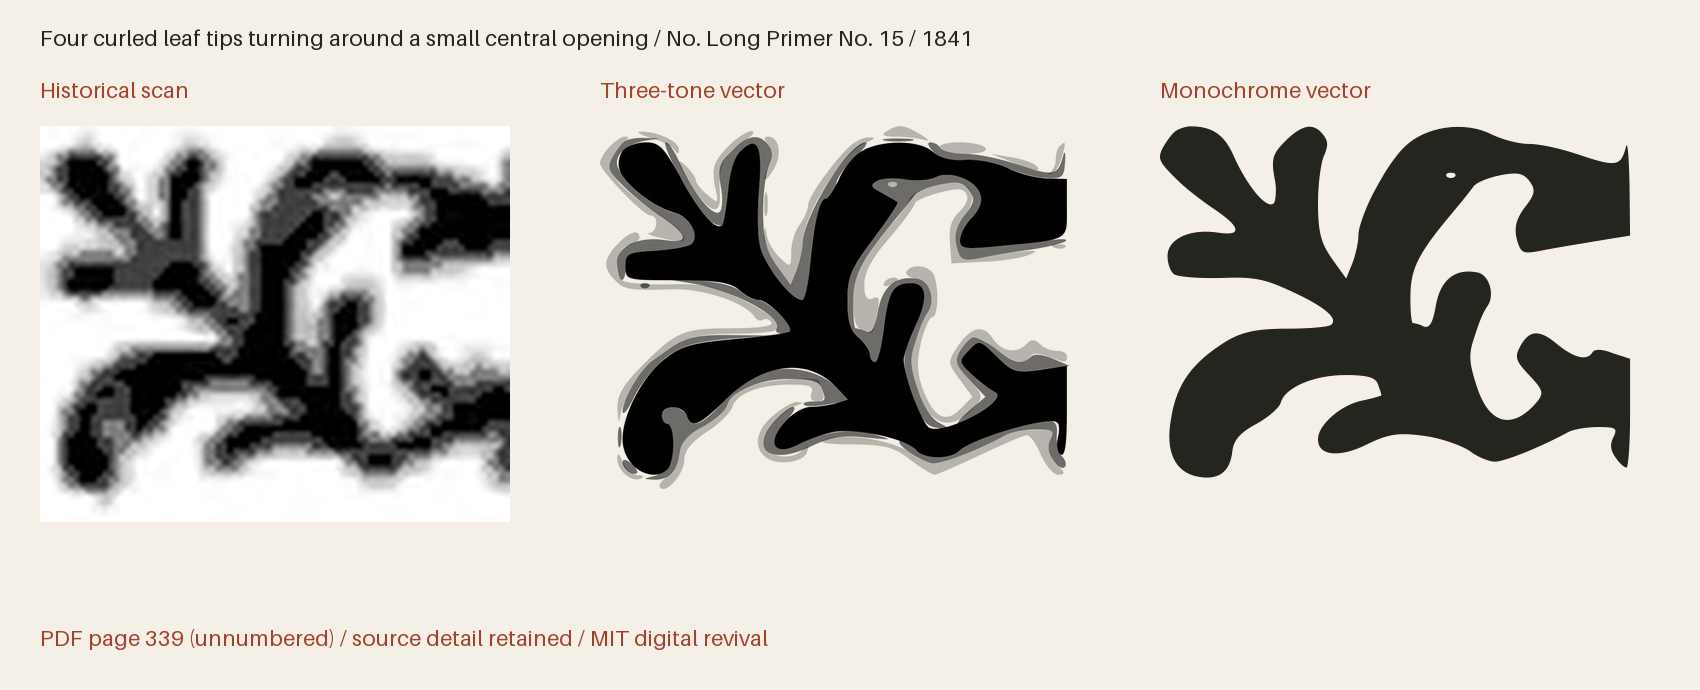 Four curled leaf tips turning around a small central opening / No. Long Primer No. 15 / 1841
Historical scan
Three-tone vector
Monochrome vector
PDF page 339 (unnumbered) / source detail retained / MIT digital revival